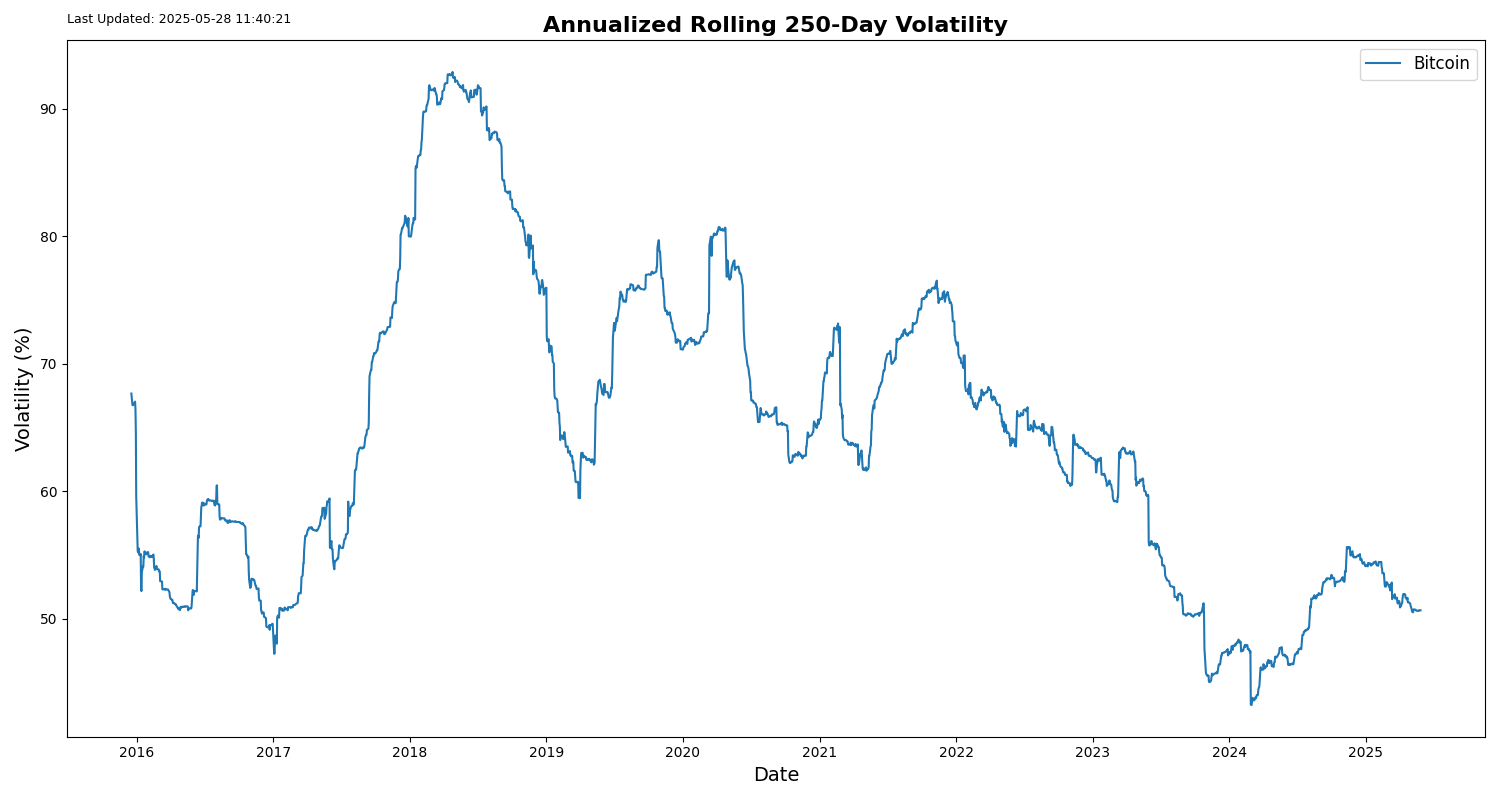 Last Updated: 2025-05-28 11:40:21
Annualized Rolling 250-Day Volatility
Bitcoin
Volatility (%)
90
80
70
60
50
2016 2017 2018 2019 2020 2021 2022 2023 2024 2025
Date